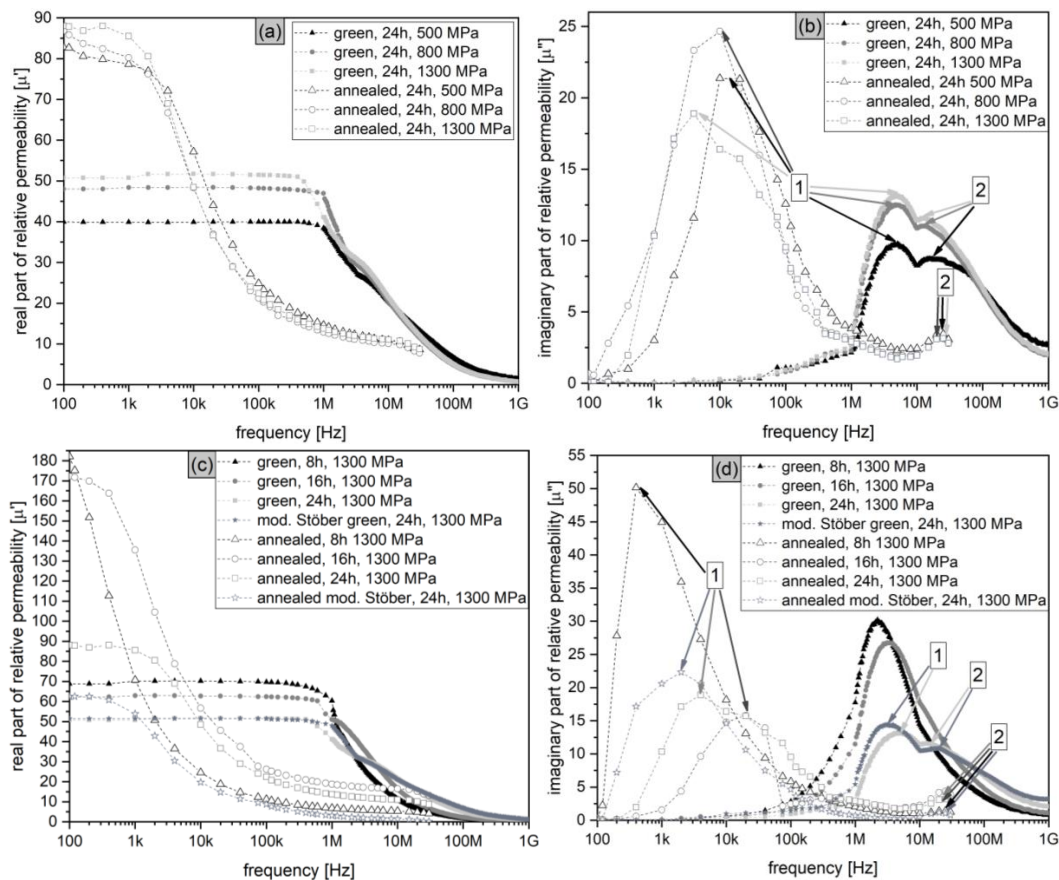 (a)
green, 24h, 500 MPa
green, 24h, 800 MPa
green, 24h, 1300 MPa
annealed, 24h 500 MPa
annealed, 24h 800 MPa
annealed, 24h 1300 MPa
real part of relative permeability [µ']
90
80
70
60
50
40
30
20
10
0
100 1k 10k 100k 1M 10M 100M 1G
frequency [Hz]
(b)
green, 24h, 500 MPa
green, 24h, 800 MPa
green, 24h, 1300 MPa
annealed, 24h 500 MPa
annealed, 24h, 800 MPa
annealed, 24h, 1300 MPa
1
2
2
imaginary part of relative permeability [µ"]
25
20
15
10
5
0
100 1k 10k 100k 1M 10M 100M 1G
frequency [Hz]
(c)
green, 8h, 1300 MPa
green, 16h, 1300 MPa
green, 24h, 1300 MPa
mod. Stöber green, 24h, 1300 MPa
annealed, 8h 1300 MPa
annealed, 16h, 1300 MPa
annealed, 24h, 1300 MPa
annealed mod. Stöber, 24h, 1300 MPa
real part of relative permeability [µ']
180
170
160
150
140
130
120
110
100
90
80
70
60
50
40
30
20
10
0
100 1k 10k 100k 1M 10M 100M 1G
frequency [Hz]
(d)
green, 8h, 1300 MPa
green, 16h, 1300 MPa
green, 24h, 1300 MPa
mod. Stöber green, 24h, 1300 MPa
annealed, 8h 1300 MPa
annealed, 16h, 1300 MPa
annealed, 24h, 1300 MPa
annealed mod. Stöber, 24h, 1300 MPa
1
1
2
2
imaginary part of relative permeability [µ"]
55
50
45
40
35
30
25
20
15
10
5
0
100 1k 10k 100k 1M 10M 100M 1G
frequency [Hz]